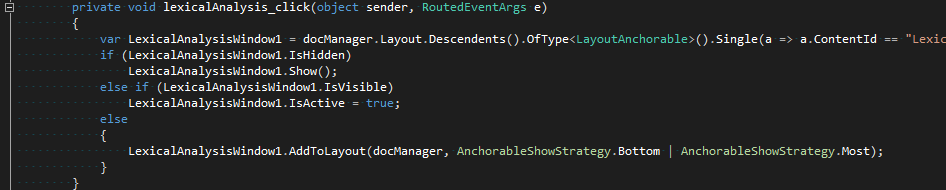 private void lexicalAnalysis_click(object sender, RoutedEventArgs e)
{
var LexicalAnalysisWindow1 = docManager.Layout.Descendents().OfType<LayoutAnchorable>().Single(a => a.ContentId == "Lexic
if (LexicalAnalysisWindow1.IsHidden)
LexicalAnalysisWindow1.Show();
else if (LexicalAnalysisWindow1.IsVisible)
LexicalAnalysisWindow1.IsActive = true;
else
{
LexicalAnalysisWindow1.AddToLayout(docManager, AnchorableShowStrategy.Bottom | AnchorableShowStrategy.Most);
}
}